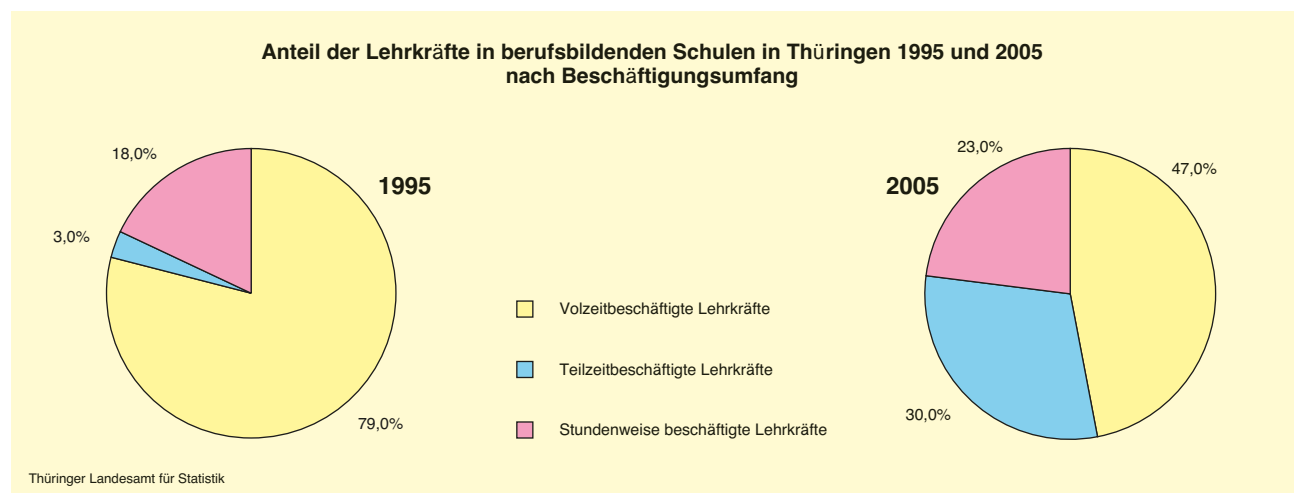 Anteil der Lehrkräfte in berufsbildenden Schulen in Thüringen 1995 und 2005
nach Beschäftigungsumfang
18,0%
1995
3,0%
79,0%
Volzeitbeschäftigte Lehrkräfte
Teilzeitbeschäftigte Lehrkräfte
Stundenweise beschäftigte Lehrkräfte
23,0%
2005
47,0%
30,0%
Thüringer Landesamt für Statistik